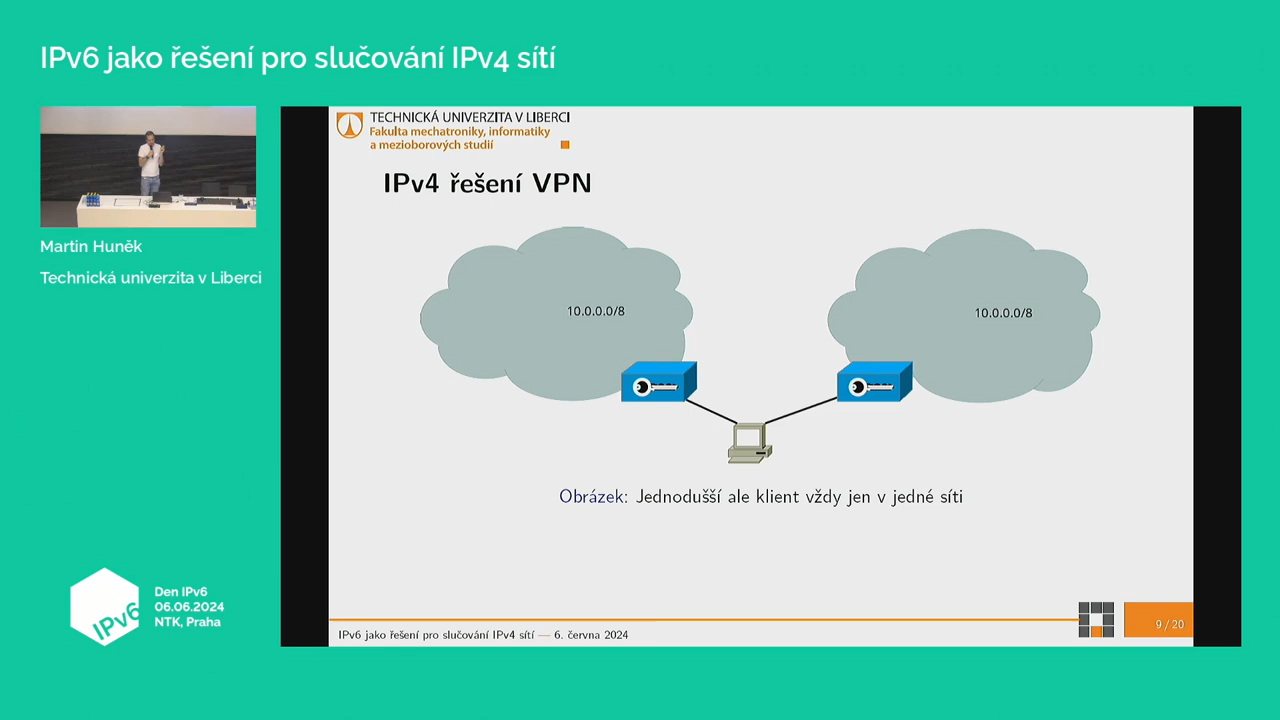 IPv6 jako řešení pro slučování IPv4 sítí
Martin Huněk
Technická univerzita v Liberci
TECHNICKÁ UNIVERZITA V LIBERCI
Fakulta mechatroniky, informatiky
a mezioborových studií
IPv4 řešení VPN
10.0.0.0/8
10.0.0.0/8
Obrázek: Jednodušší ale klient vždy jen v jedné síti
IPv6 jako řešení pro slučování IPv4 sítí — 6. června 2024
9 / 20
IPv6
Den IPv6
06.06.2024
NTK, Praha